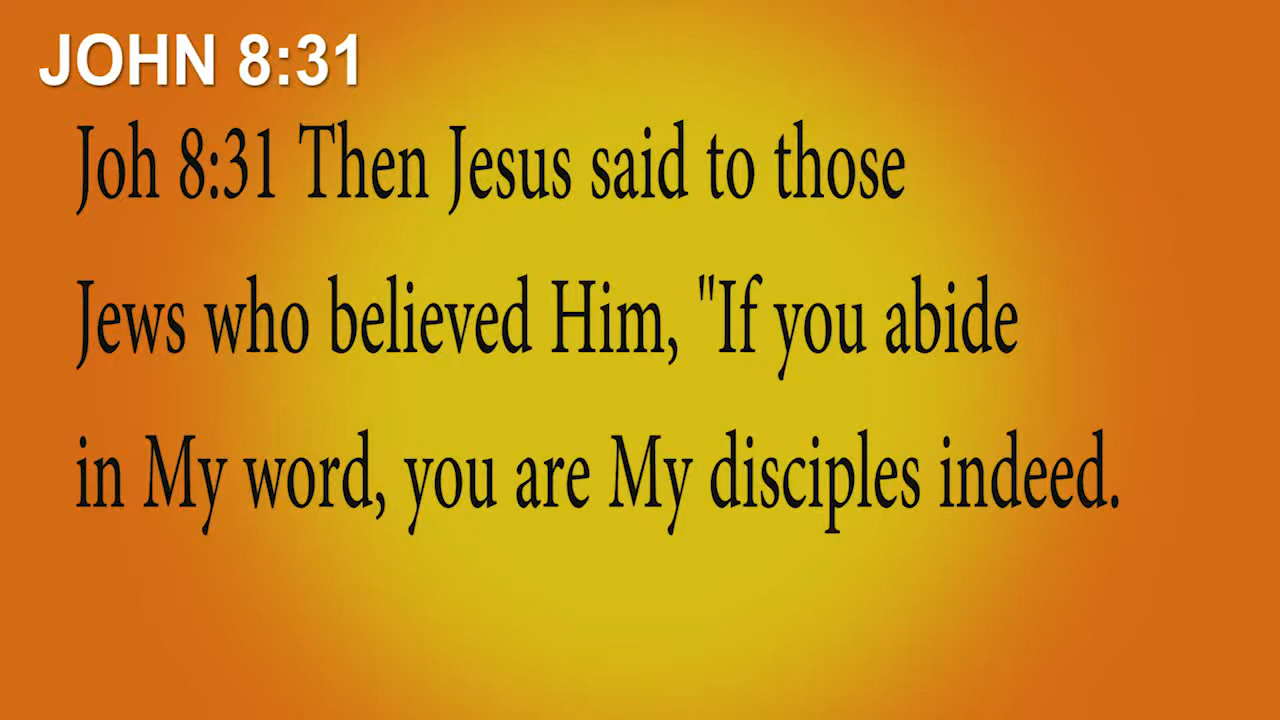 JOHN 8:31
Joh 8:31 Then Jesus said to those
Jews who believed Him, "If you abide
in My word, you are My disciples indeed.